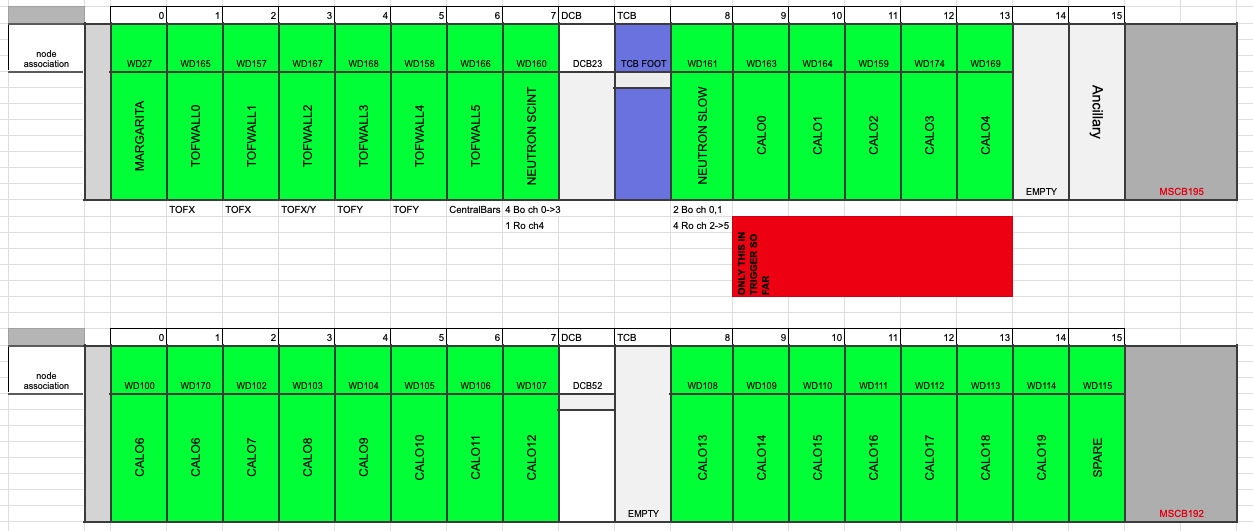 0 1 2 3 4 5 6 7 DCB TCB 8 9 10 11 12 13 14 15
node
association
WD27 WD165 WD157 WD167 WD168 WD158 WD166 WD160 DCB23 TCB FOOT WD161 WD163 WD164 WD159 WD174 WD169
MARGARITA TOFWALL0 TOFWALL1 TOFWALL2 TOFWALL3 TOFWALL4 TOFWALL5 NEUTRON SCINT NEUTRON SLOW CALO0 CALO1 CALO2 CALO3 CALO4 Ancillary
EMPTY MSCB195
TOFX TOFX TOFX/Y TOFY TOFY CentralBars 4 Bo ch 0->3 2 Bo ch 0,1
1 Ro ch4 4 Ro ch 2->5
ONLY THIS IN
TRIGGER SO
FAR
0 1 2 3 4 5 6 7 DCB TCB 8 9 10 11 12 13 14 15
node
association
WD100 WD170 WD102 WD103 WD104 WD105 WD106 WD107 DCB52 WD108 WD109 WD110 WD111 WD112 WD113 WD114 WD115
CALO6 CALO6 CALO7 CALO8 CALO9 CALO10 CALO11 CALO12 CALO13 CALO14 CALO15 CALO16 CALO17 CALO18 CALO19 SPARE
EMPTY MSCB192